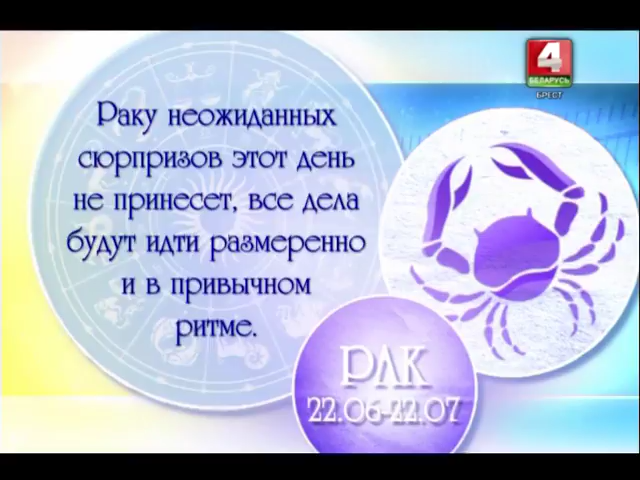 4
БЕЛАРУСЬ
БРЕСТ
Раку неожиданных
сюрпризов этот день
не принесет, все дела
будут идти размеренно
и в привычном
ритме.
РАК
22.06-22.07